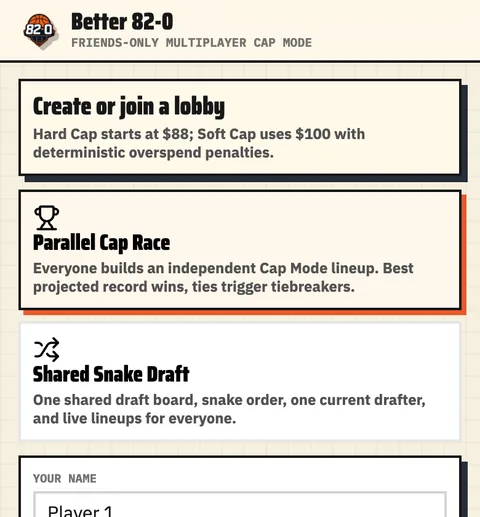 82-0
Better 82-0
FRIENDS-ONLY MULTIPLAYER CAP MODE
Create or join a lobby
Hard Cap starts at $88; Soft Cap uses $100 with
deterministic overspend penalties.
Parallel Cap Race
Everyone builds an independent Cap Mode lineup. Best
projected record wins, ties trigger tiebreakers.
Shared Snake Draft
One shared draft board, snake order, one current drafter,
and live lineups for everyone.
YOUR NAME
Player 1